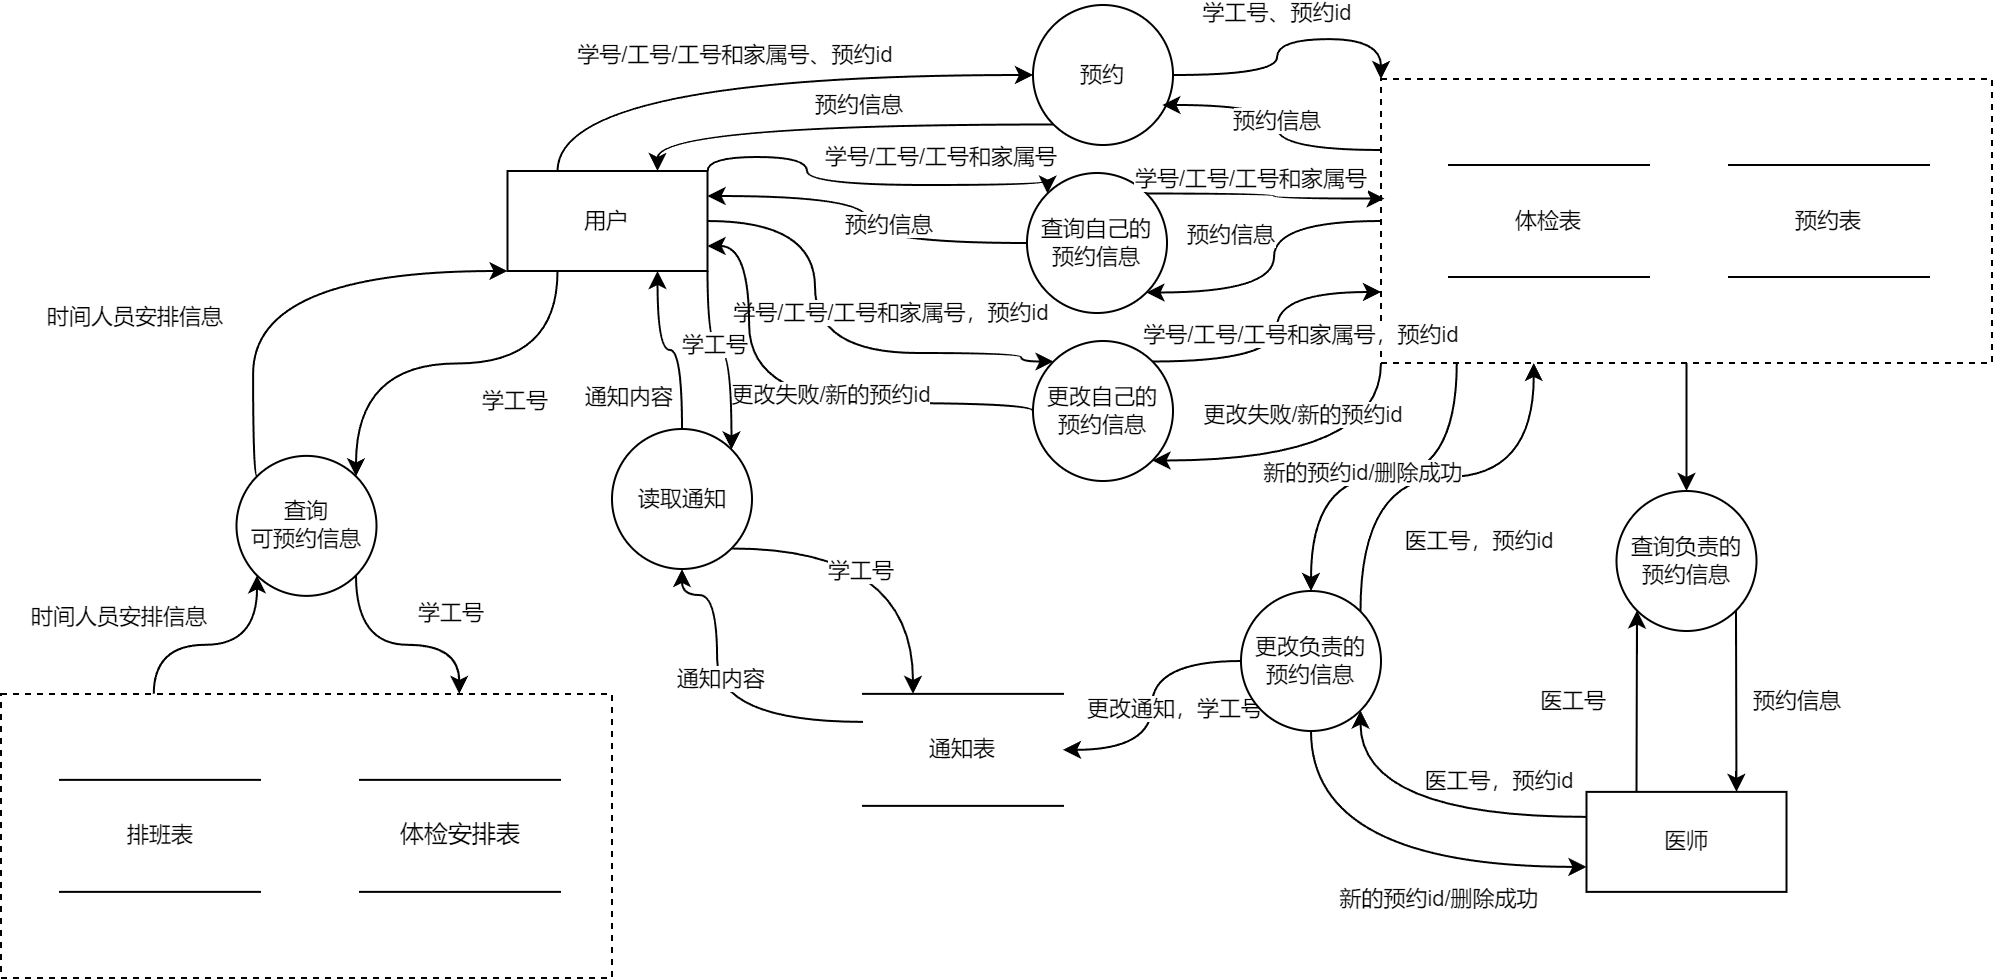 学工号、预约id
学号/工号/工号和家属号、预约id
预约
预约信息
预约信息
学号/工号/工号和家属号
学号/工号/工号和家属号
用户
预约信息
查询自己的
预约信息
预约信息
体检表
预约表
时间人员安排信息
学号/工号/工号和家属号，预约id
学工号
学号/工号/工号和家属号，预约id
学工号
通知内容
更改失败/新的预约id
更改自己的
预约信息
更改失败/新的预约id
新的预约id/删除成功
读取通知
查询
可预约信息
医工号，预约id
查询负责的
预约信息
学工号
时间人员安排信息
学工号
更改负责的
预约信息
通知内容
更改通知，学工号
医工号
预约信息
通知表
医工号，预约id
排班表
体检安排表
医师
新的预约id/删除成功